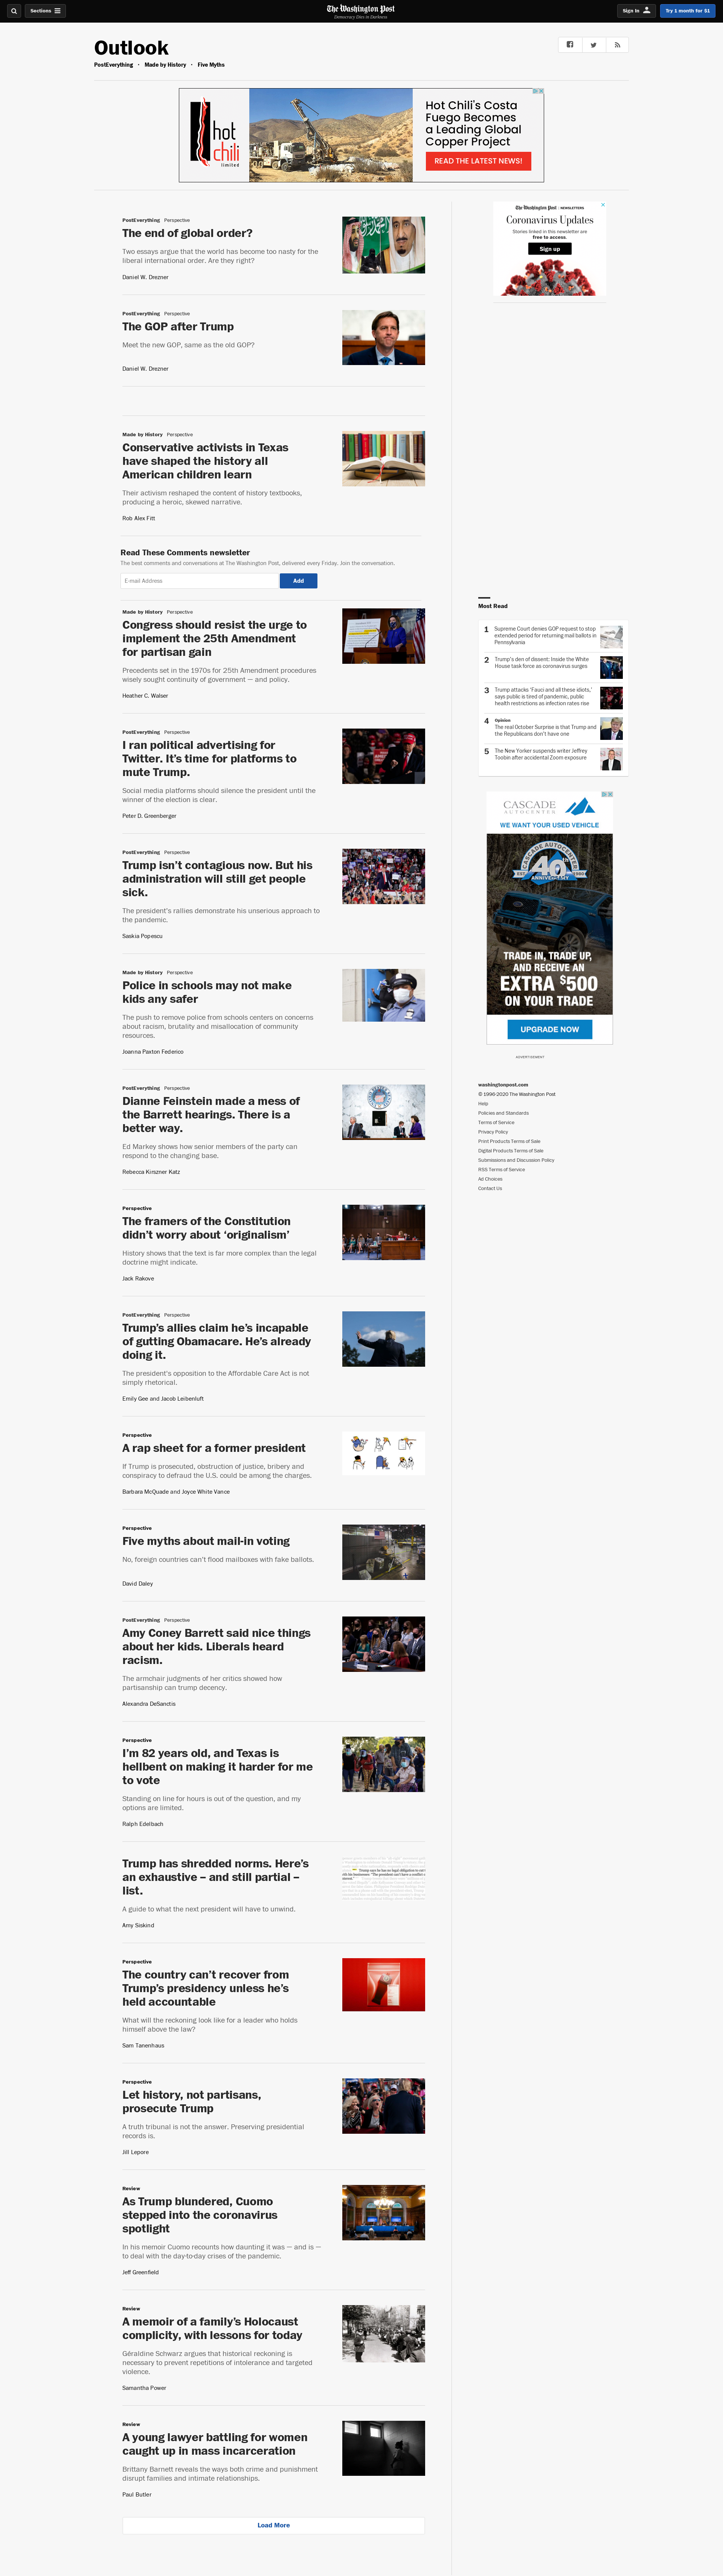 Sections
The Washington Post
Democracy Dies in Darkness
Sign In
Try 1 month for $1
Outlook
PostEverything · Made by History · Five Myths
hot
chili
limited
Hot Chili's Costa
Fuego Becomes
a Leading Global
Copper Project
READ THE LATEST NEWS!
PostEverything Perspective
The end of global order?
Two essays argue that the world has become too nasty for the
liberal international order. Are they right?
Daniel W. Drezner
PostEverything Perspective
The GOP after Trump
Meet the new GOP, same as the old GOP?
Daniel W. Drezner
Made by History Perspective
Conservative activists in Texas
have shaped the history all
American children learn
Their activism reshaped the content of history textbooks,
producing a heroic, skewed narrative.
Rob Alex Fitt
Read These Comments newsletter
The best comments and conversations at The Washington Post, delivered every Friday. Join the conversation.
E-mail Address
Add
Made by History Perspective
Congress should resist the urge to
implement the 25th Amendment
for partisan gain
Precedents set in the 1970s for 25th Amendment procedures
wisely sought continuity of government — and policy.
Heather C. Walser
PostEverything Perspective
I ran political advertising for
Twitter. It’s time for platforms to
mute Trump.
Social media platforms should silence the president until the
winner of the election is clear.
Peter D. Greenberger
PostEverything Perspective
Trump isn’t contagious now. But his
administration will still get people
sick.
The president’s rallies demonstrate his unserious approach to
the pandemic.
Saskia Popescu
Made by History Perspective
Police in schools may not make
kids any safer
The push to remove police from schools centers on concerns
about racism, brutality and misallocation of community
resources.
Joanna Paxton Federico
PostEverything Perspective
Dianne Feinstein made a mess of
the Barrett hearings. There is a
better way.
Ed Markey shows how senior members of the party can
respond to the changing base.
Rebecca Kirszner Katz
Perspective
The framers of the Constitution
didn’t worry about ‘originalism’
History shows that the text is far more complex than the legal
doctrine might indicate.
Jack Rakove
PostEverything Perspective
Trump’s allies claim he’s incapable
of gutting Obamacare. He’s already
doing it.
The president’s opposition to the Affordable Care Act is not
simply rhetorical.
Emily Gee and Jacob Leibenluft
Perspective
A rap sheet for a former president
If Trump is prosecuted, obstruction of justice, bribery and
conspiracy to defraud the U.S. could be among the charges.
Barbara McQuade and Joyce White Vance
Perspective
Five myths about mail-in voting
No, foreign countries can’t flood mailboxes with fake ballots.
David Daley
PostEverything Perspective
Amy Coney Barrett said nice things
about her kids. Liberals heard
racism.
The armchair judgments of her critics showed how
partisanship can trump decency.
Alexandra DeSanctis
Perspective
I’m 82 years old, and Texas is
hellbent on making it harder for me
to vote
Standing on line for hours is out of the question, and my
options are limited.
Ralph Edelbach
Trump has shredded norms. Here’s
an exhaustive – and still partial –
list.
A guide to what the next president will have to unwind.
Amy Siskind
Perspective
The country can’t recover from
Trump’s presidency unless he’s
held accountable
What will the reckoning look like for a leader who holds
himself above the law?
Sam Tanenhaus
Perspective
Let history, not partisans,
prosecute Trump
A truth tribunal is not the answer. Preserving presidential
records is.
Jill Lepore
Review
As Trump blundered, Cuomo
stepped into the coronavirus
spotlight
In his memoir Cuomo recounts how daunting it was — and is —
to deal with the day-to-day crises of the pandemic.
Jeff Greenfield
Review
A memoir of a family’s Holocaust
complicity, with lessons for today
Géraldine Schwarz argues that historical reckoning is
necessary to prevent repetitions of intolerance and targeted
violence.
Samantha Power
Review
A young lawyer battling for women
caught up in mass incarceration
Brittany Barnett reveals the ways both crime and punishment
disrupt families and intimate relationships.
Paul Butler
Load More
The Washington Post | NEWSLETTERS
Coronavirus Updates
Stories linked in this newsletter are
free to access.
Sign up
Most Read
1 Supreme Court denies GOP request to stop
extended period for returning mail ballots in
Pennsylvania
2 Trump’s den of dissent: Inside the White
House task force as coronavirus surges
3 Trump attacks ‘Fauci and all these idiots,’
says public is tired of pandemic, public
health restrictions as infection rates rise
4 Opinion
The real October Surprise is that Trump and
the Republicans don’t have one
5 The New Yorker suspends writer Jeffrey
Toobin after accidental Zoom exposure
CASCADE
AUTOCENTER
WE WANT YOUR USED VEHICLE
CASCADE AUTOCENTER
40th
ANNIVERSARY
TRADE IN, TRADE UP,
AND RECEIVE AN
EXTRA $500
ON YOUR TRADE
UPGRADE NOW
ADVERTISEMENT
washingtonpost.com
© 1996-2020 The Washington Post
Help
Policies and Standards
Terms of Service
Privacy Policy
Print Products Terms of Sale
Digital Products Terms of Sale
Submissions and Discussion Policy
RSS Terms of Service
Ad Choices
Contact Us